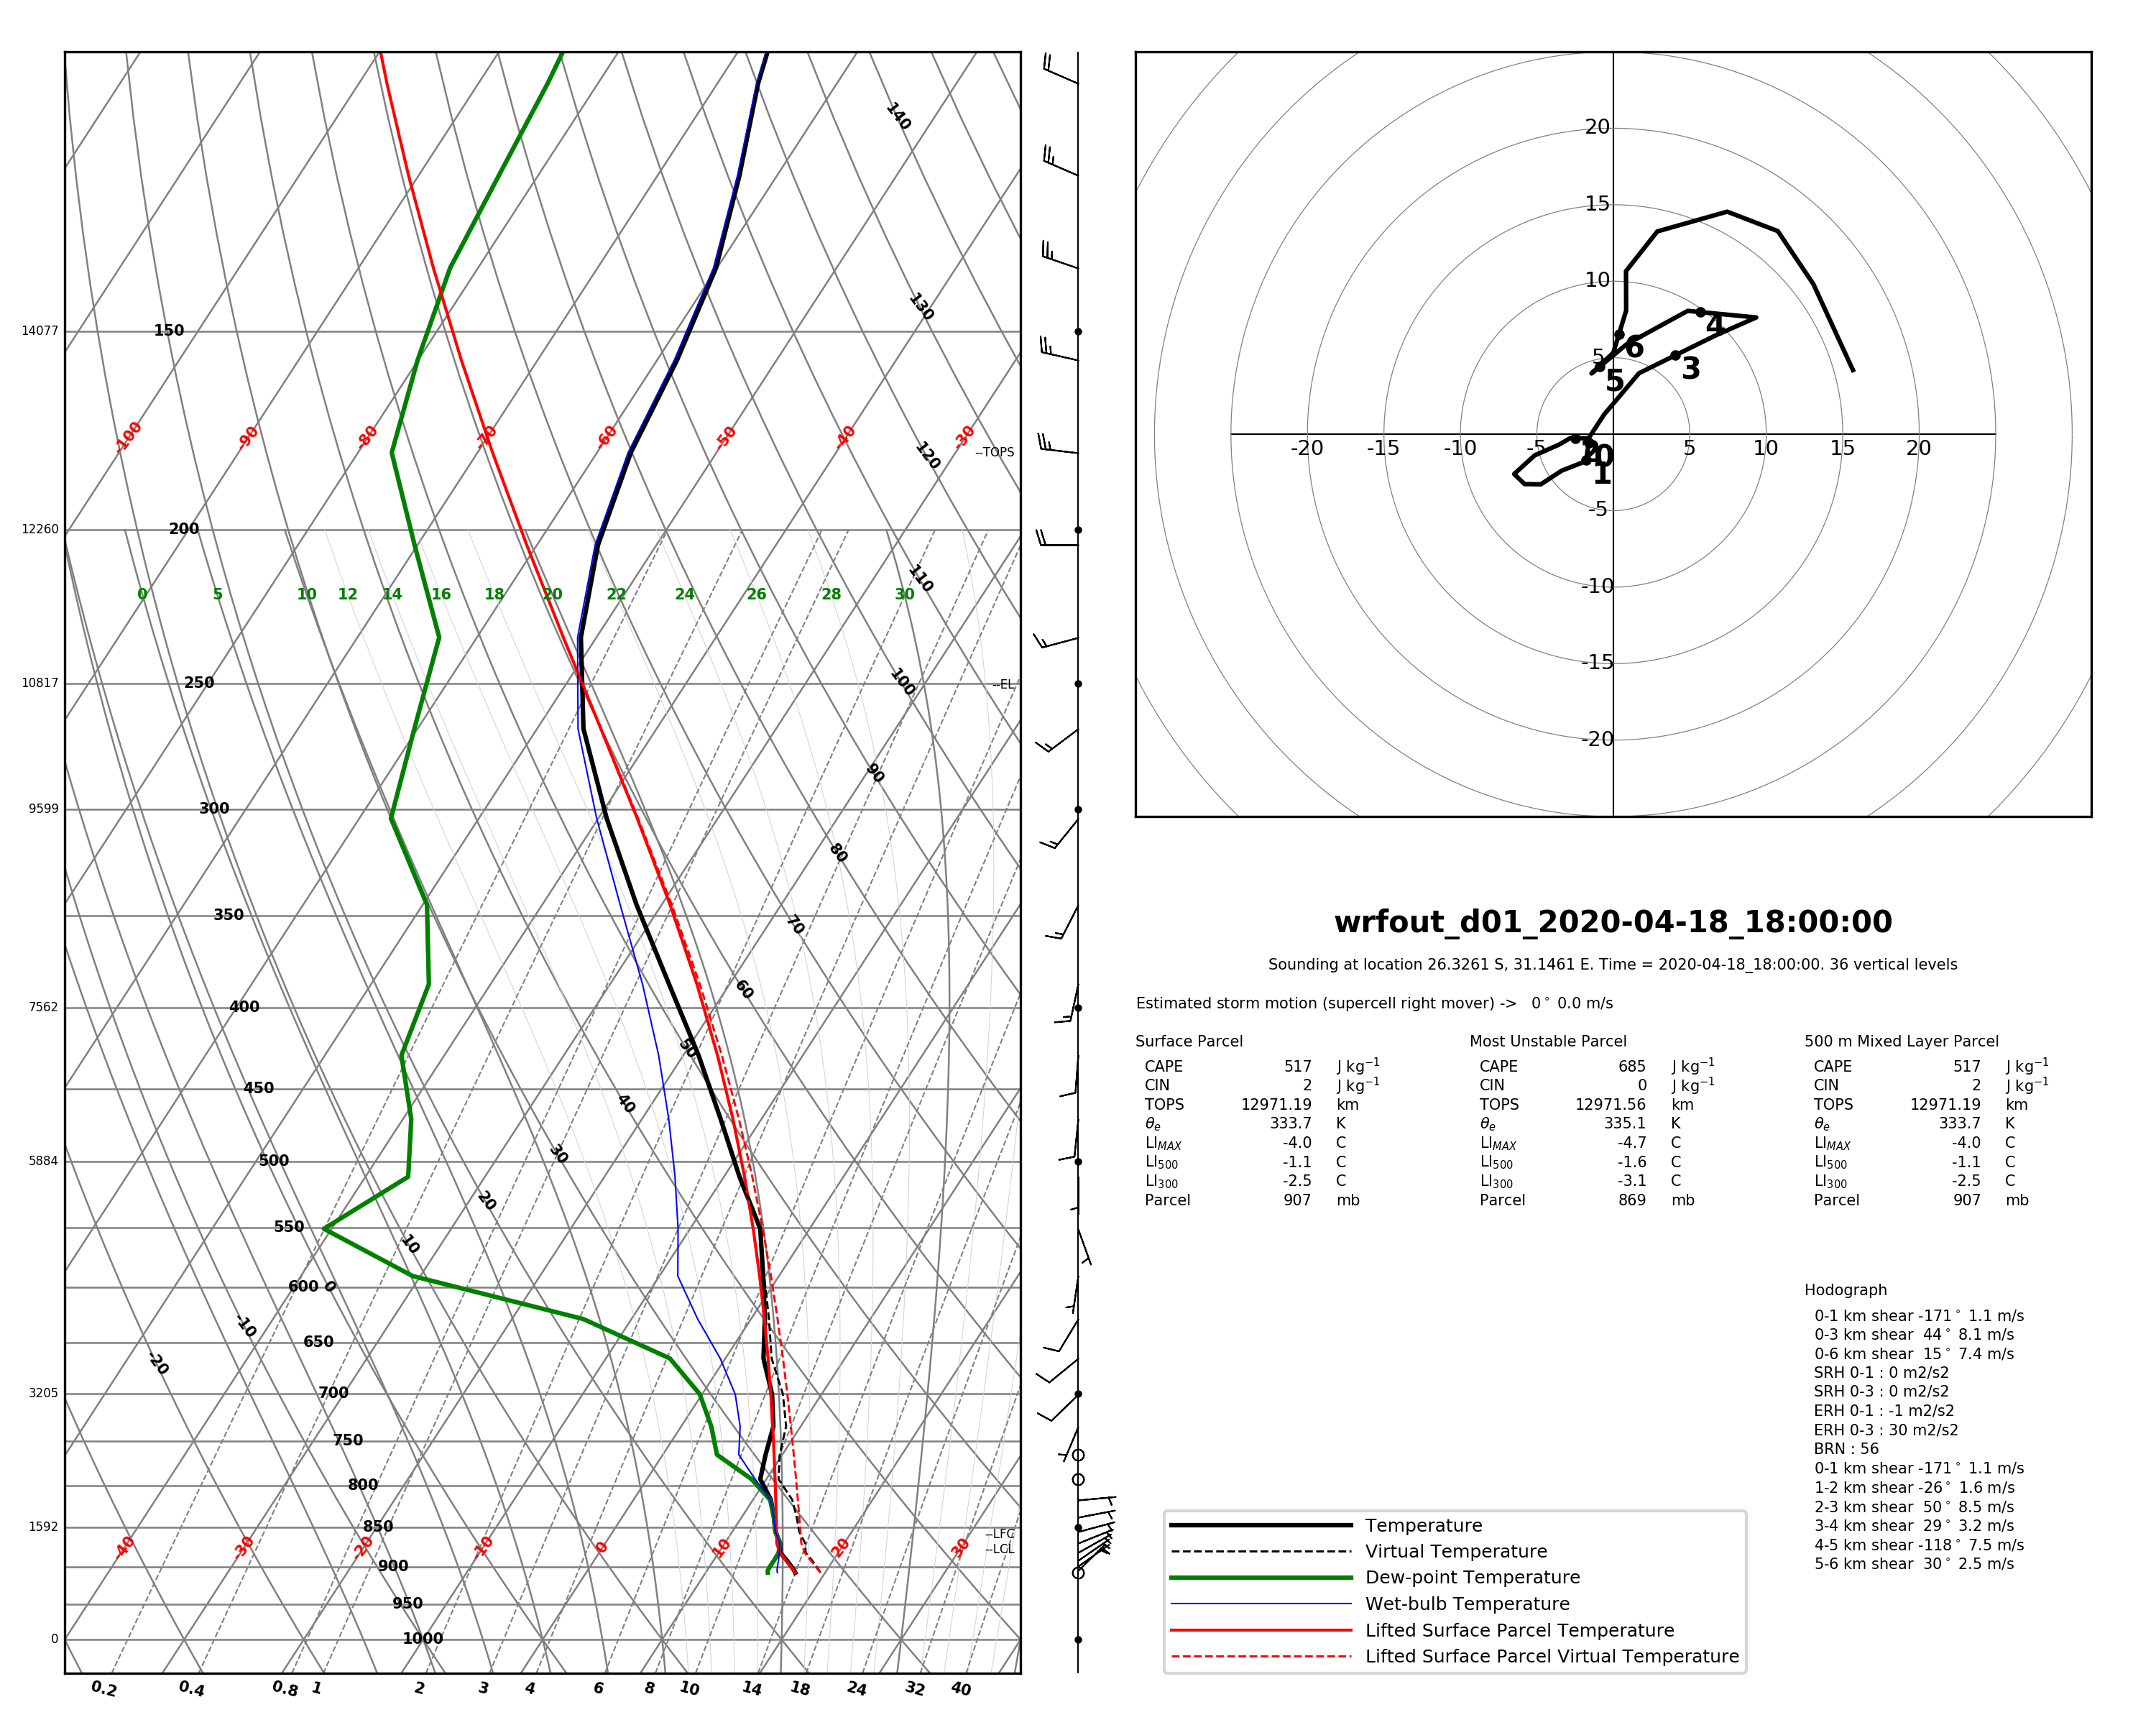 140
20
15
130
10
14077 150
5
4
6
3
5
-100 -90 -80 -70 -60 -50 -40 -30
--TOPS
120
-20 -15 -10 -5 5 10 15 20
0
1
12260 200
-5
110
0 5 10 12 14 16 18 20 22 24 26 28 30
-10
-15
10817 250
--EL
100
-20
90
9599 300
80
350
70
wrfout_d01_2020-04-18_18:00:00
Sounding at location 26.3261 S, 31.1461 E. Time = 2020-04-18_18:00:00. 36 vertical levels
60
7562 400
Estimated storm motion (supercell right mover) -> 0° 0.0 m/s
50
450
40
Surface Parcel
CAPE 517 J kg⁻¹
CIN 2 J kg⁻¹
TOPS 12971.19 km
θe 333.7 K
LIMAX -4.0 C
LI500 -1.1 C
LI300 -2.5 C
Parcel 907 mb
Most Unstable Parcel
CAPE 685 J kg⁻¹
CIN 0 J kg⁻¹
TOPS 12971.56 km
θe 335.1 K
LIMAX -4.7 C
LI500 -1.6 C
LI300 -3.1 C
Parcel 869 mb
500 m Mixed Layer Parcel
CAPE 517 J kg⁻¹
CIN 2 J kg⁻¹
TOPS 12971.19 km
θe 333.7 K
LIMAX -4.0 C
LI500 -1.1 C
LI300 -2.5 C
Parcel 907 mb
30
5884 500
20
550
10
600 0
-10
650
-20
3205 700
750
800
1592 850
--LFC
--LCL
-40 -30 -20 -10 0 10 20 30
900
950
0 1000
0.2 0.4 0.8 1 2 3 4 6 8 10 14 18 24 32 40
Hodograph
0-1 km shear -171° 1.1 m/s
0-3 km shear 44° 8.1 m/s
0-6 km shear 15° 7.4 m/s
SRH 0-1 : 0 m2/s2
SRH 0-3 : 0 m2/s2
ERH 0-1 : -1 m2/s2
ERH 0-3 : 30 m2/s2
BRN : 56
0-1 km shear -171° 1.1 m/s
1-2 km shear -26° 1.6 m/s
2-3 km shear 50° 8.5 m/s
3-4 km shear 29° 3.2 m/s
4-5 km shear -118° 7.5 m/s
5-6 km shear 30° 2.5 m/s
Temperature
Virtual Temperature
Dew-point Temperature
Wet-bulb Temperature
Lifted Surface Parcel Temperature
Lifted Surface Parcel Virtual Temperature